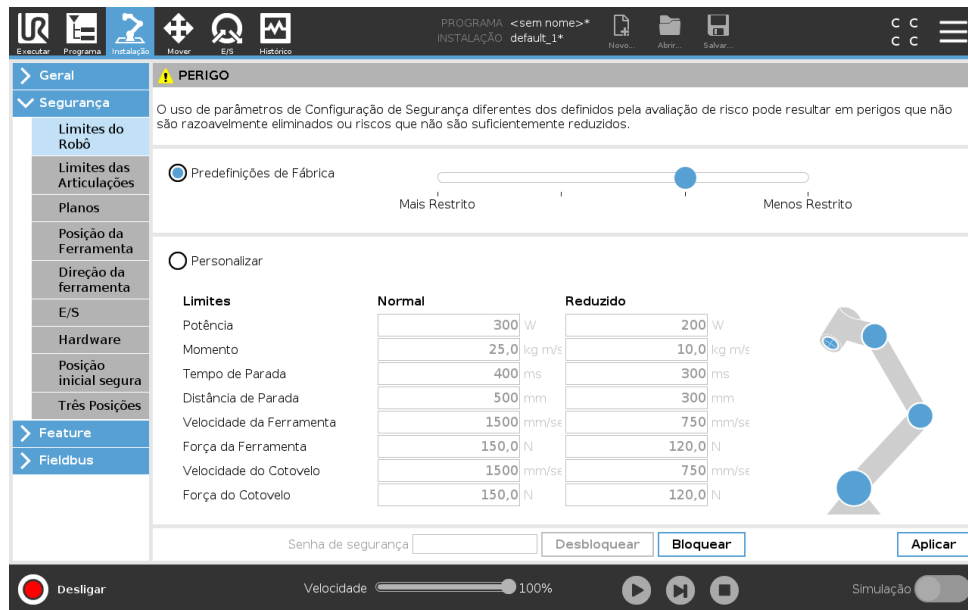 UR
PROGRAMA <sem nome>*
INSTALAÇÃO default_1*
Executar
Programa
Instalação
Mover
E/S
Histórico
Novo...
Abrir...
Salvar...
C C
C C
Geral
Segurança
Limites do
Robô
Limites das
Articulações
Planos
Posição da
Ferramenta
Direção da
ferramenta
E/S
Hardware
Posição
inicial segura
Três Posições
Feature
Fieldbus
PERIGO
O uso de parâmetros de Configuração de Segurança diferentes dos definidos pela avaliação de risco pode resultar em perigos que não
são razoavelmente eliminados ou riscos que não são suficientemente reduzidos.
Predefinições de Fábrica
Mais Restrito Menos Restrito
Personalizar
Limites Normal Reduzido
Potência 300 W 200 W
Momento 25,0 kg m/s 10,0 kg m/s
Tempo de Parada 400 ms 300 ms
Distância de Parada 500 mm 300 mm
Velocidade da Ferramenta 1500 mm/se 750 mm/se
Força da Ferramenta 150,0 N 120,0 N
Velocidade do Cotovelo 1500 mm/se 750 mm/se
Força do Cotovelo 150,0 N 120,0 N
Senha de segurança Desbloquear Bloquear Aplicar
Desligar Velocidade 100% Simulação